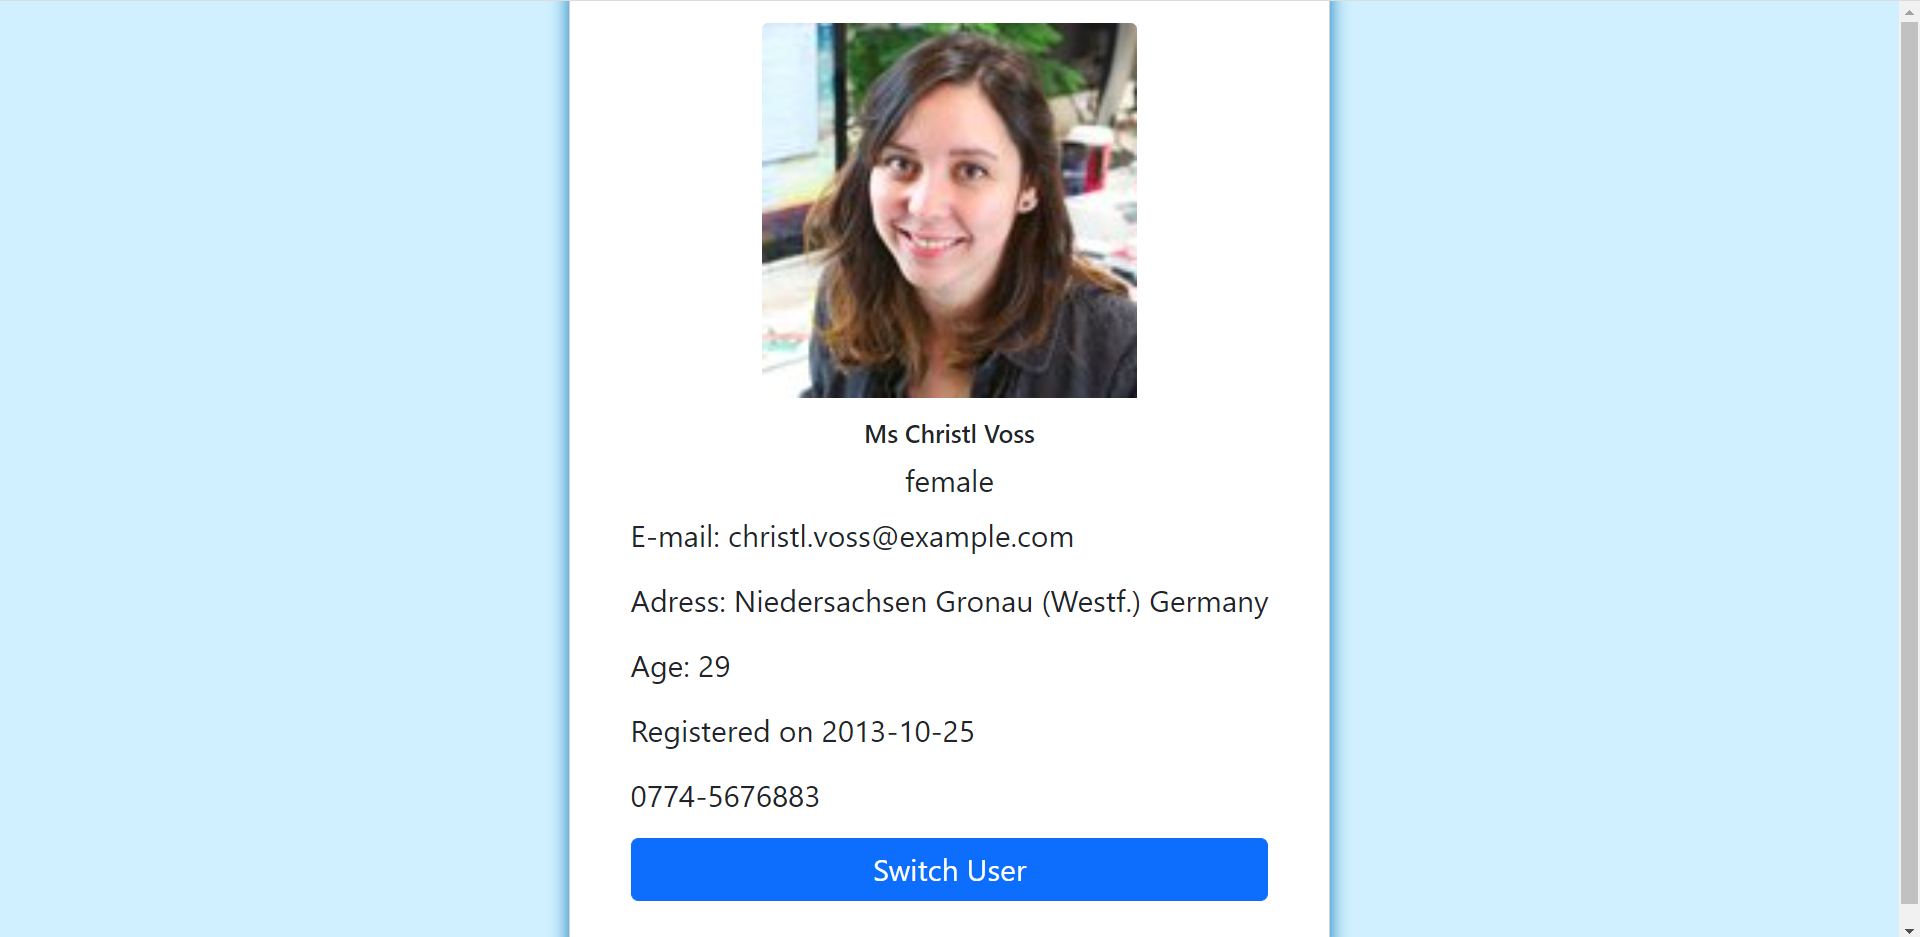 Ms Christl Voss
female
E-mail: christl.voss@example.com
Adress: Niedersachsen Gronau (Westf.) Germany
Age: 29
Registered on 2013-10-25
0774-5676883
Switch User